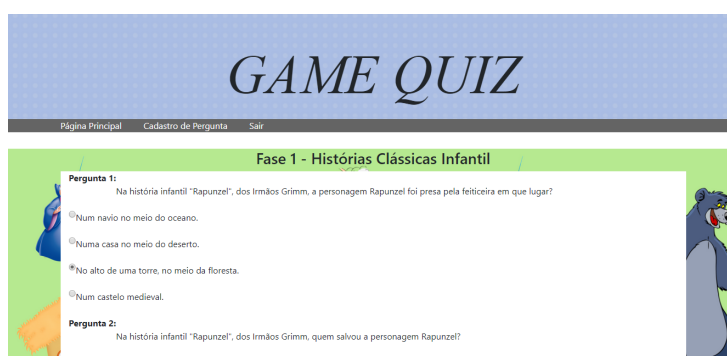 GAME QUIZ
Página Principal Cadastro de Pergunta Sair
Fase 1 - Histórias Clássicas Infantil
Pergunta 1:
Na história infantil "Rapunzel", dos Irmãos Grimm, a personagem Rapunzel foi presa pela feiticeira em que lugar?
Num navio no meio do oceano.
Numa casa no meio do deserto.
No alto de uma torre, no meio da floresta.
Num castelo medieval.
Pergunta 2:
Na história infantil "Rapunzel", dos Irmãos Grimm, quem salvou a personagem Rapunzel?